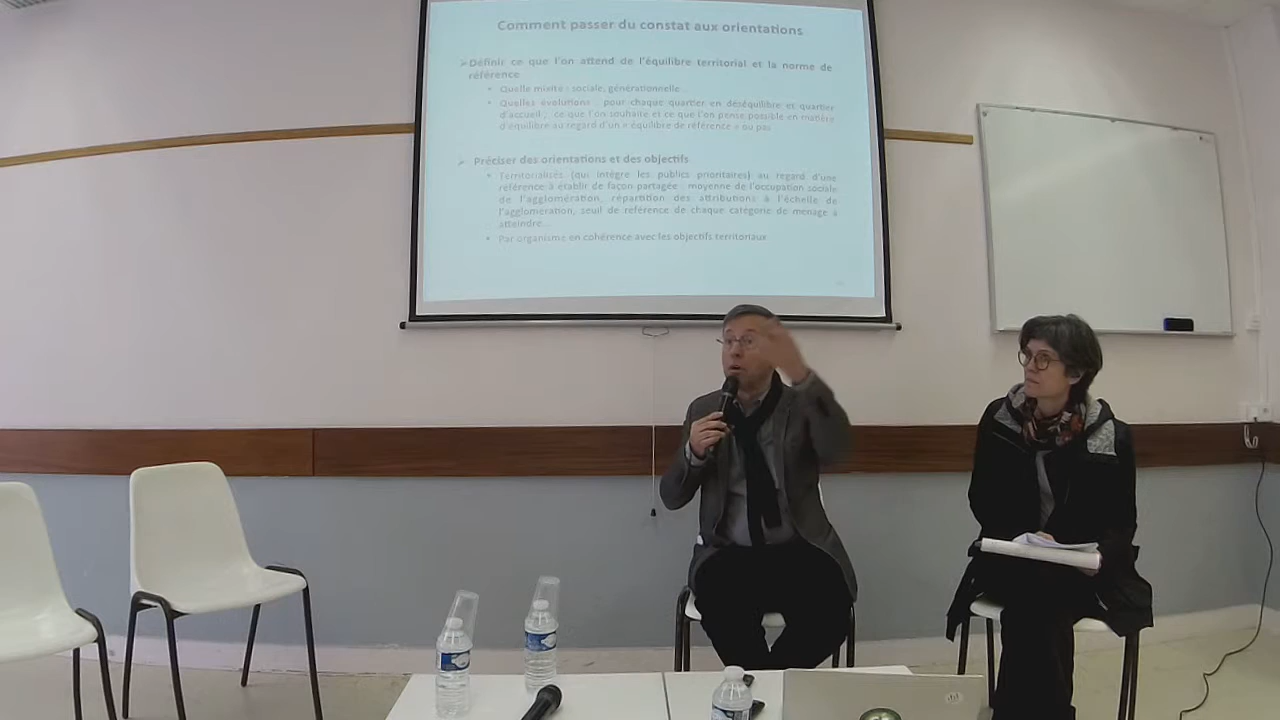 Comment passer du constat aux orientations
➢Définir ce que l'on attend de l'équilibre territorial et la norme de
référence
• Quelle mixité : sociale, générationnelle...
• Quelles évolutions : pour chaque quartier en déséquilibre et quartier
d'accueil ; ce que l'on souhaite et ce que l'on pense possible en matière
d'équilibre au regard d'un « équilibre de référence » ou pas
➢ Préciser des orientations et des objectifs
• Territorialisés (qui intègre les publics prioritaires) au regard d'une
référence à établir de façon partagée : moyenne de l'occupation sociale
de l'agglomération, répartition des attributions à l'échelle de
l'agglomération, seuil de référence de chaque catégorie de ménage à
atteindre...
• Par organisme en cohérence avec les objectifs territoriaux